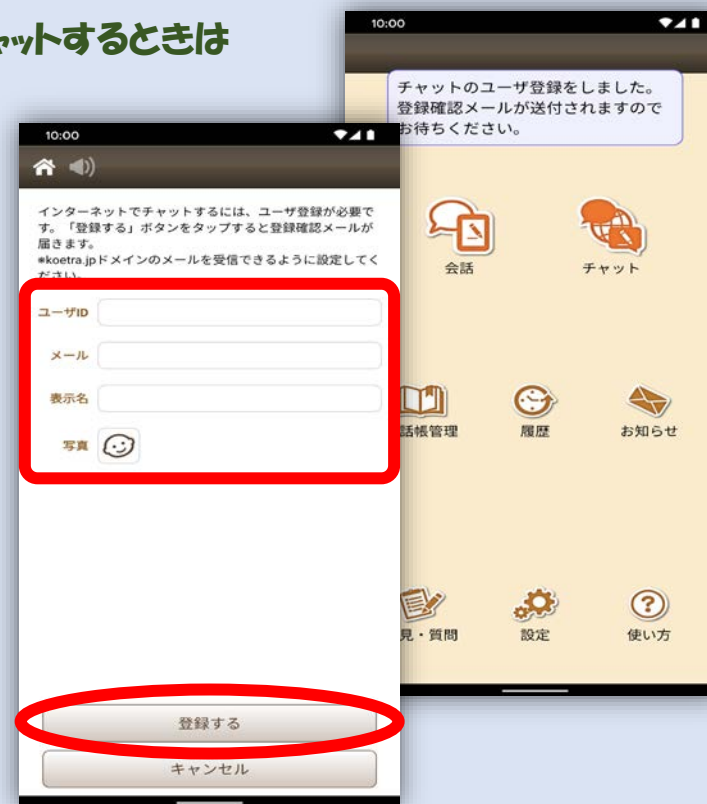 ャットするときは
10:00
インターネットでチャットするには、ユーザ登録が必要で
す。「登録する」ボタンをタップすると登録確認メールが
届きます。
*koetra.jpドメインのメールを受信できるように設定してく
ださい。
ユーザID
メール
表示名
写真
登録する
キャンセル
10:00
チャットのユーザ登録をしました。
登録確認メールが送付されますので
お待ちください。
会話
チャット
話帳管理
履歴
お知らせ
見・質問
設定
使い方